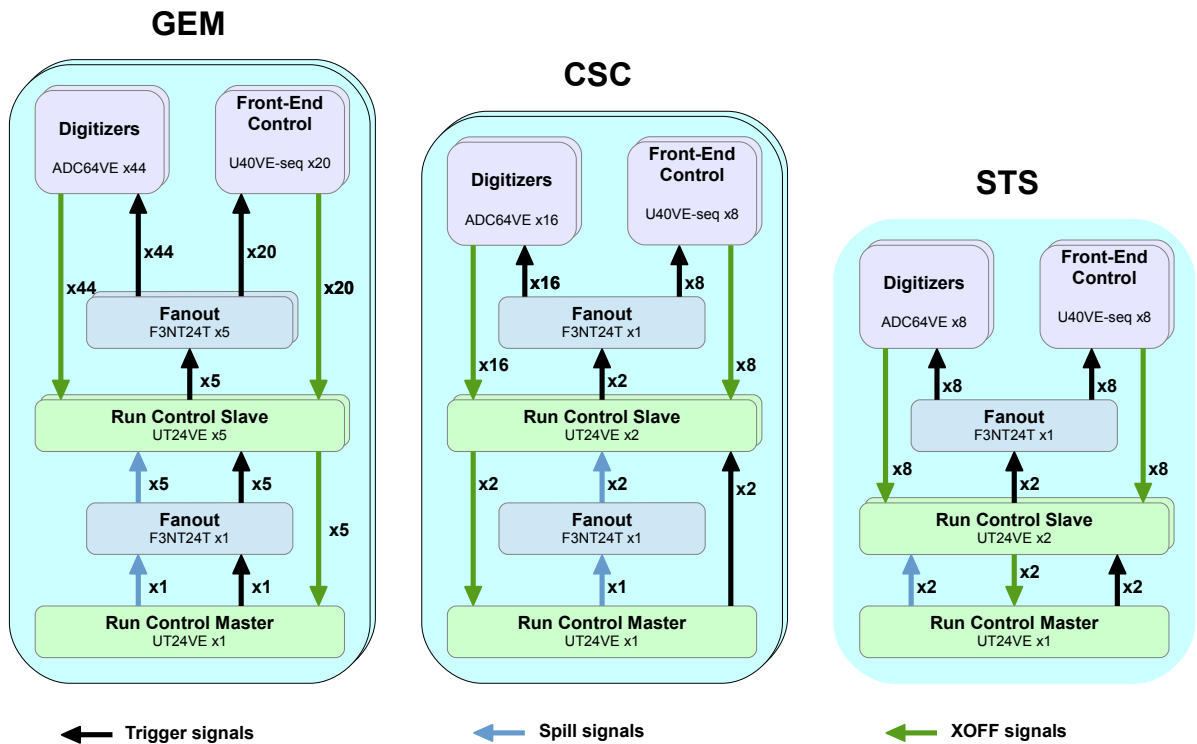 GEM
Digitizers
ADC64VE x44
Front-End
Control
U40VE-seq x20
x44
x20
x44
x20
Fanout
F3NT24T x5
x5
Run Control Slave
UT24VE x5
x5
x5
x5
Fanout
F3NT24T x1
x1
x1
Run Control Master
UT24VE x1
CSC
Digitizers
ADC64VE x16
Front-End
Control
U40VE-seq x8
x16
x8
Fanout
F3NT24T x1
x16
x2
x8
Run Control Slave
UT24VE x2
x2
x2
x2
Fanout
F3NT24T x1
x1
Run Control Master
UT24VE x1
STS
Digitizers
ADC64VE x8
Front-End
Control
U40VE-seq x8
x8
x8
Fanout
F3NT24T x1
x8
x2
x8
Run Control Slave
UT24VE x2
x2
x2
x2
Run Control Master
UT24VE x1
Trigger signals
Spill signals
XOFF signals